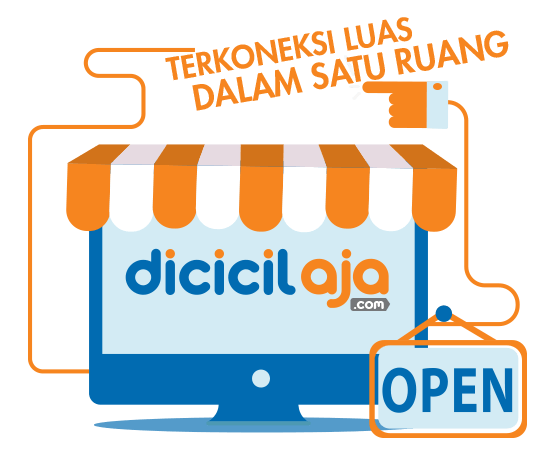 TERKONEKSI LUAS
DALAM SATU RUANG
dicicilaja
.com
OPEN